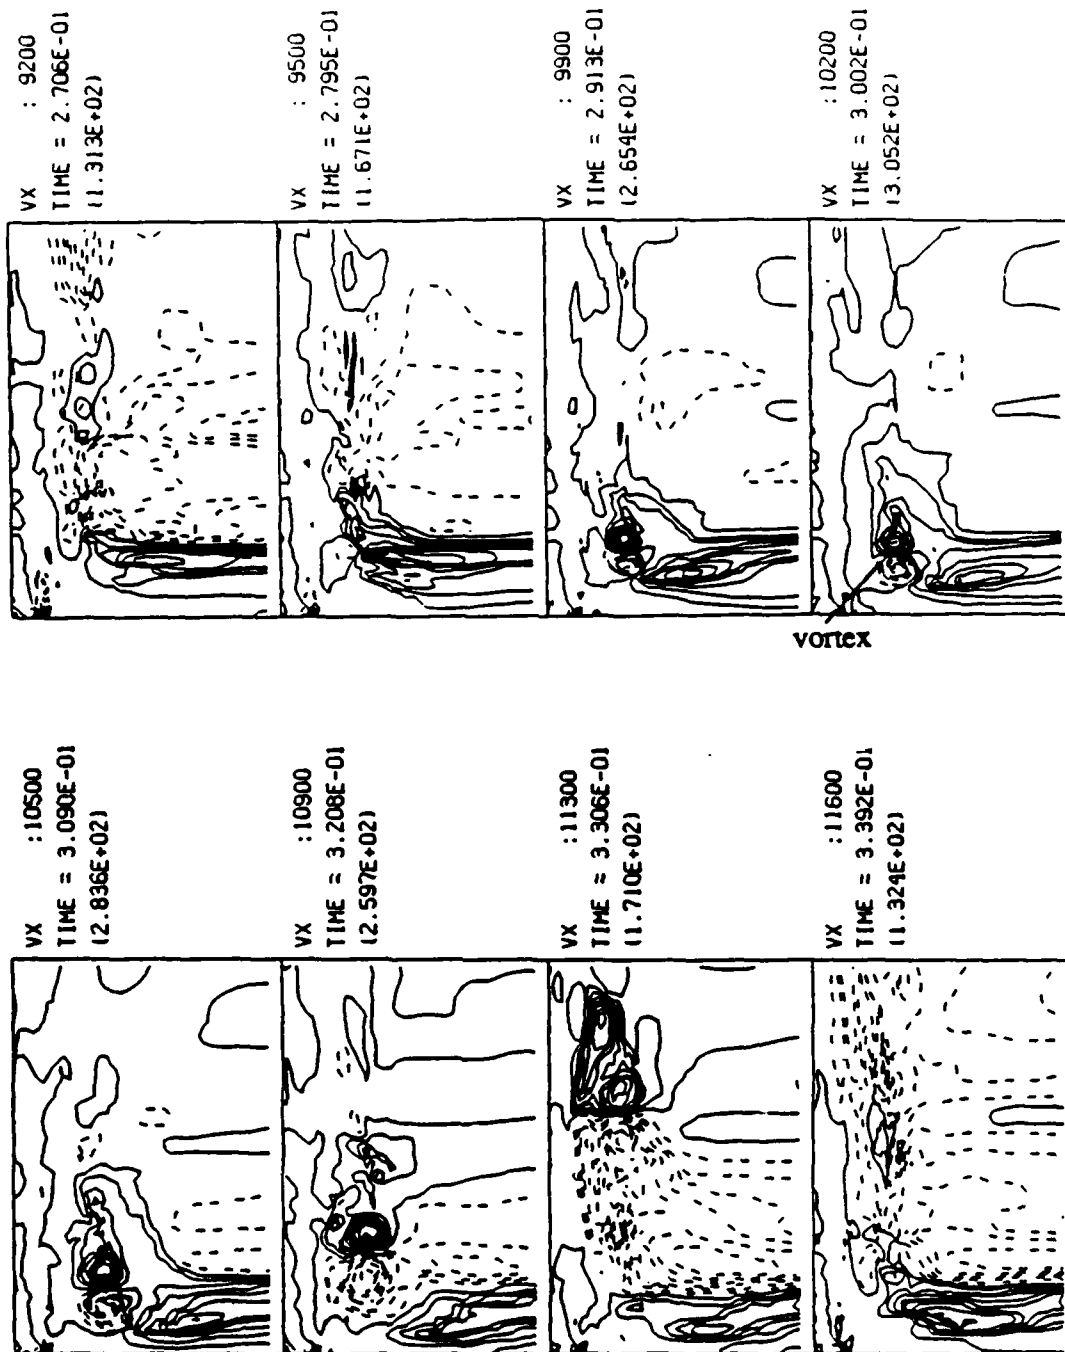 VX : 9200
TIME = 2.706E-01
(1.313E+02)
VX : 9500
TIME = 2.795E-01
(1.671E+02)
VX : 9900
TIME = 2.913E-01
(2.654E+02)
VX :10200
TIME = 3.002E-01
(3.052E+02)
vortex
VX :10500
TIME = 3.090E-01
(2.836E+02)
VX :10900
TIME = 3.208E-01
(2.597E+02)
VX :11300
TIME = 3.306E-01
(1.710E+02)
VX :11600
TIME = 3.392E-01
(1.324E+02)